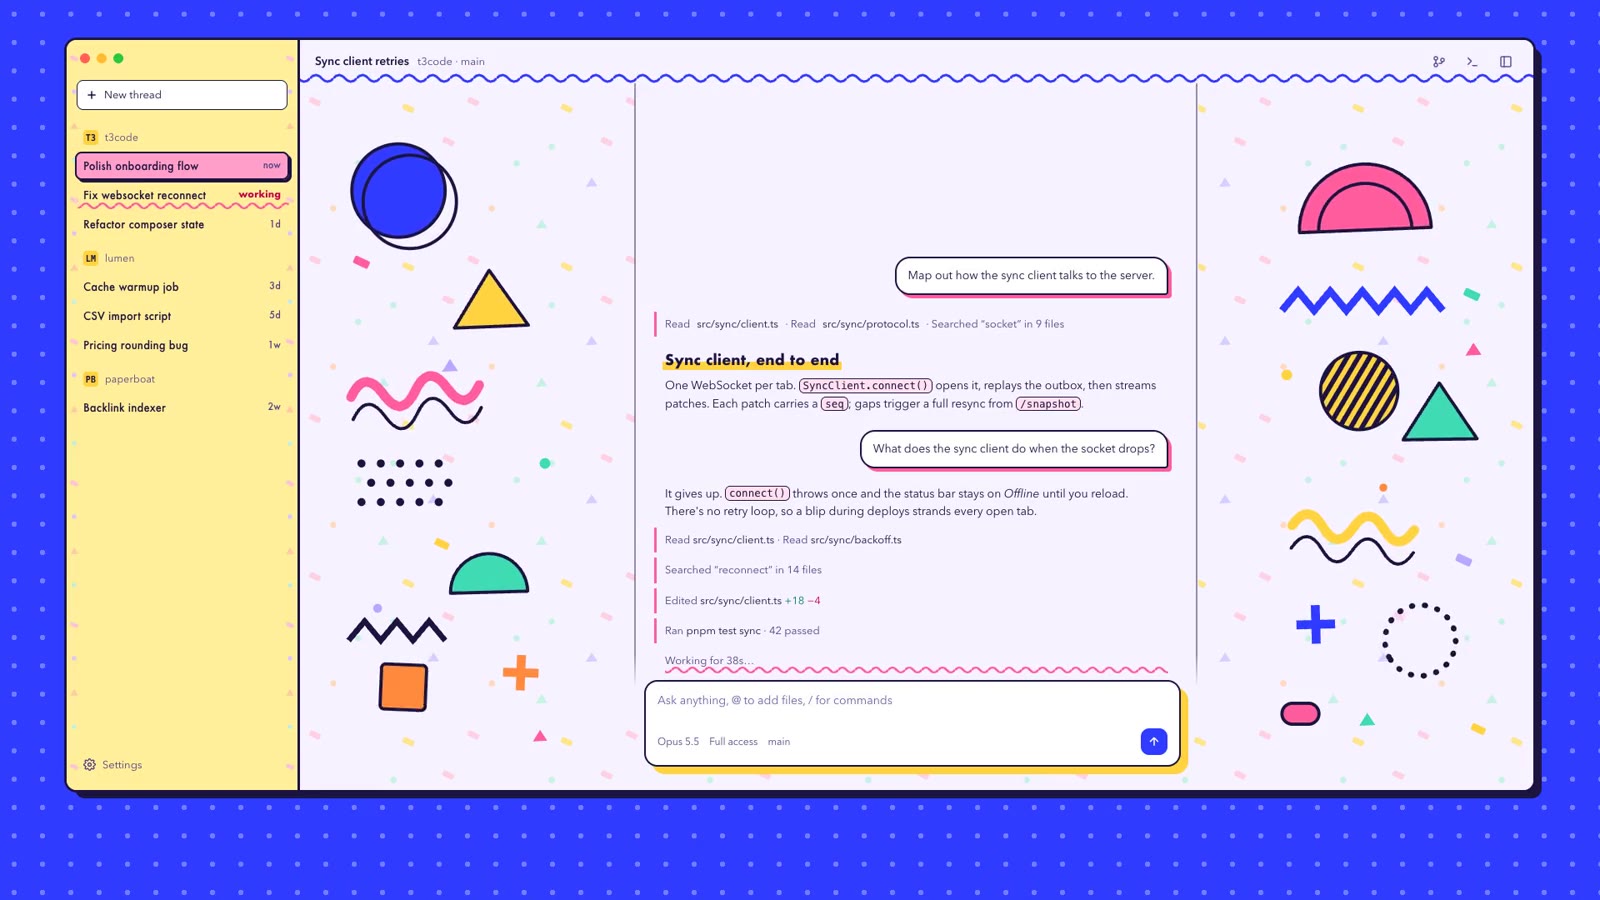 New thread
T3 t3code
Polish onboarding flow now
Fix websocket reconnect working
Refactor composer state 1d
LM lumen
Cache warmup job 3d
CSV import script 5d
Pricing rounding bug 1w
PB paperboat
Backlink indexer 2w
Settings
Sync client retries t3code · main
Map out how the sync client talks to the server.
Read src/sync/client.ts · Read src/sync/protocol.ts · Searched “socket” in 9 files
Sync client, end to end
One WebSocket per tab. SyncClient.connect() opens it, replays the outbox, then streams
patches. Each patch carries a seq; gaps trigger a full resync from /snapshot.
What does the sync client do when the socket drops?
It gives up. connect() throws once and the status bar stays on Offline until you reload.
There's no retry loop, so a blip during deploys strands every open tab.
Read src/sync/client.ts · Read src/sync/backoff.ts
Searched “reconnect” in 14 files
Edited src/sync/client.ts +18 −4
Ran pnpm test sync · 42 passed
Working for 38s...
Ask anything, @ to add files, / for commands
Opus 5.5 Full access main